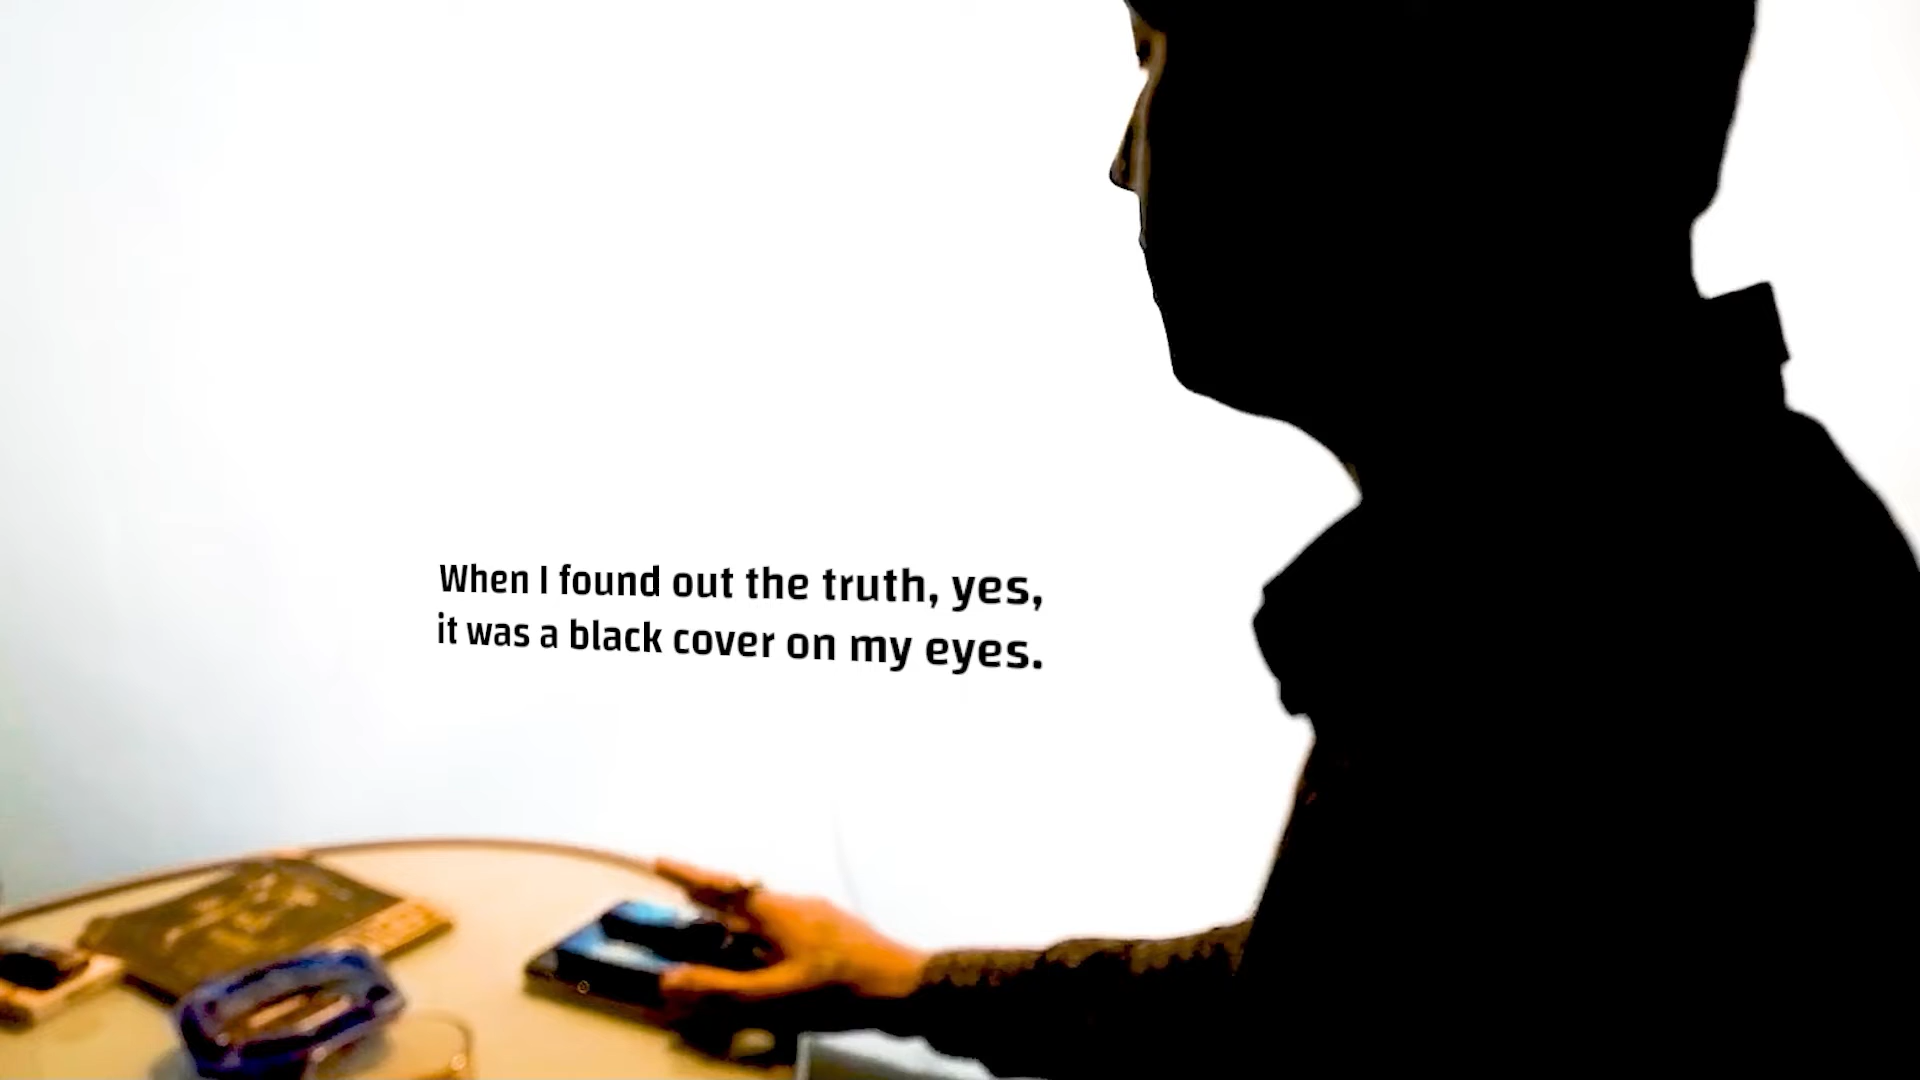 When I found out the truth, yes,
it was a black cover on my eyes.